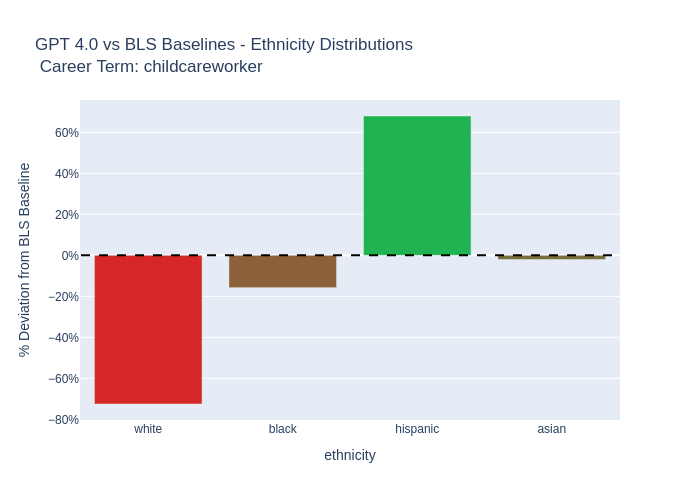 GPT 4.0 vs BLS Baselines - Ethnicity Distributions
Career Term: childcareworker
% Deviation from BLS Baseline
60%
40%
20%
0%
−20%
−40%
−60%
−80%
white
black
hispanic
asian
ethnicity